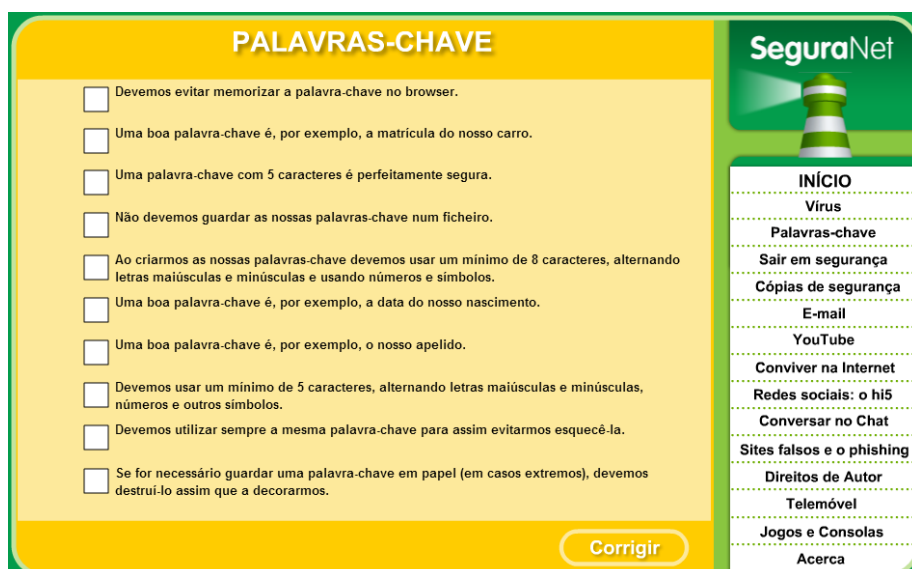 PALAVRAS-CHAVE
Devemos evitar memorizar a palavra-chave no browser.
Uma boa palavra-chave é, por exemplo, a matrícula do nosso carro.
Uma palavra-chave com 5 caracteres é perfeitamente segura.
Não devemos guardar as nossas palavras-chave num ficheiro.
Ao criarmos as nossas palavras-chave devemos usar um mínimo de 8 caracteres, alternando
letras maiúsculas e minúsculas e usando números e símbolos.
Uma boa palavra-chave é, por exemplo, a data do nosso nascimento.
Uma boa palavra-chave é, por exemplo, o nosso apelido.
Devemos usar um mínimo de 5 caracteres, alternando letras maiúsculas e minúsculas,
números e outros símbolos.
Devemos utilizar sempre a mesma palavra-chave para assim evitarmos esquecê-la.
Se for necessário guardar uma palavra-chave em papel (em casos extremos), devemos
destruí-lo assim que a decorarmos.
Corrigir
SeguraNet
INÍCIO
Vírus
Palavras-chave
Sair em segurança
Cópias de segurança
E-mail
YouTube
Conviver na Internet
Redes sociais: o hi5
Conversar no Chat
Sites falsos e o phishing
Direitos de Autor
Telemóvel
Jogos e Consolas
Acerca